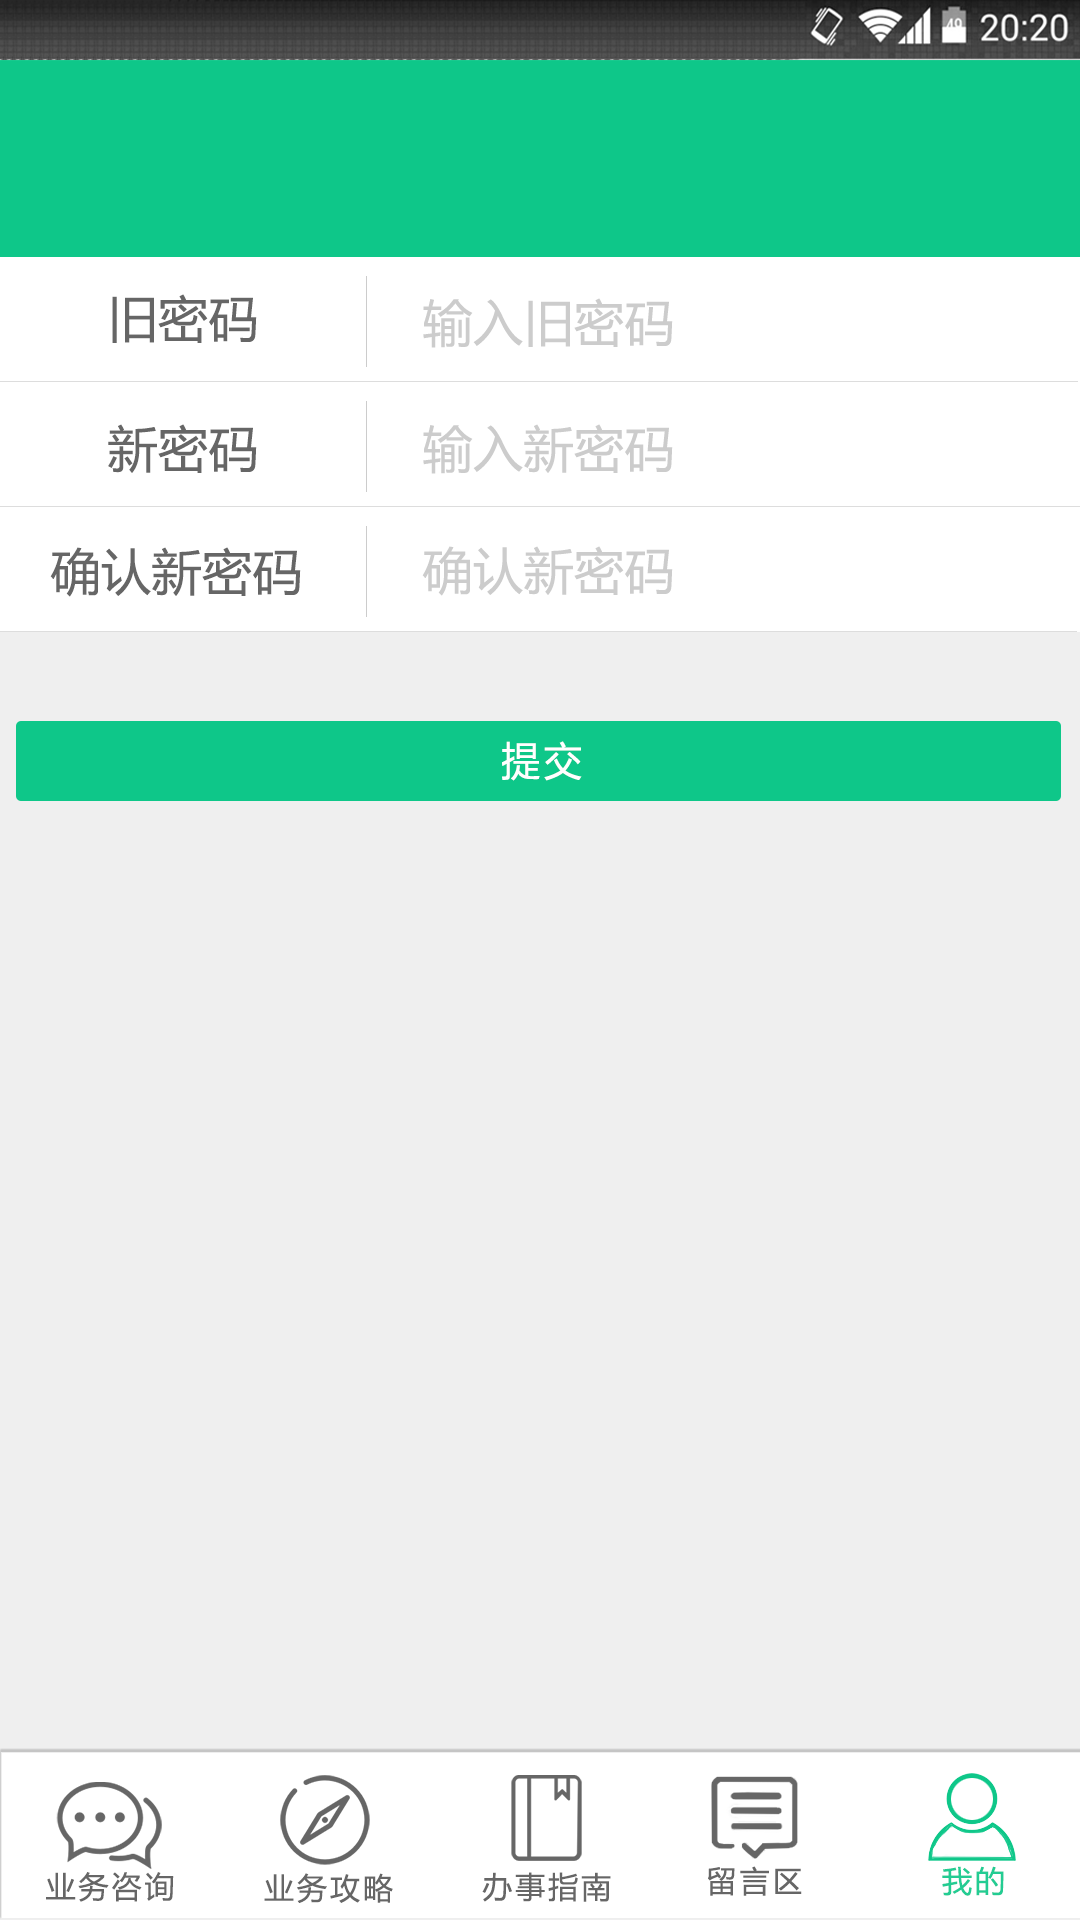 49 20:20
旧密码 输入旧密码
新密码 输入新密码
确认新密码 确认新密码
提交
业务咨询 业务攻略 办事指南 留言区 我的